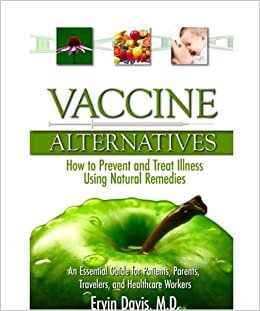 VACCINE
ALTERNATIVES
How to Prevent and Treat Illness
Using Natural Remedies
An Essential Guide for Patients, Parents,
Travelers, and Healthcare Workers
Ervin Davis, M.D.